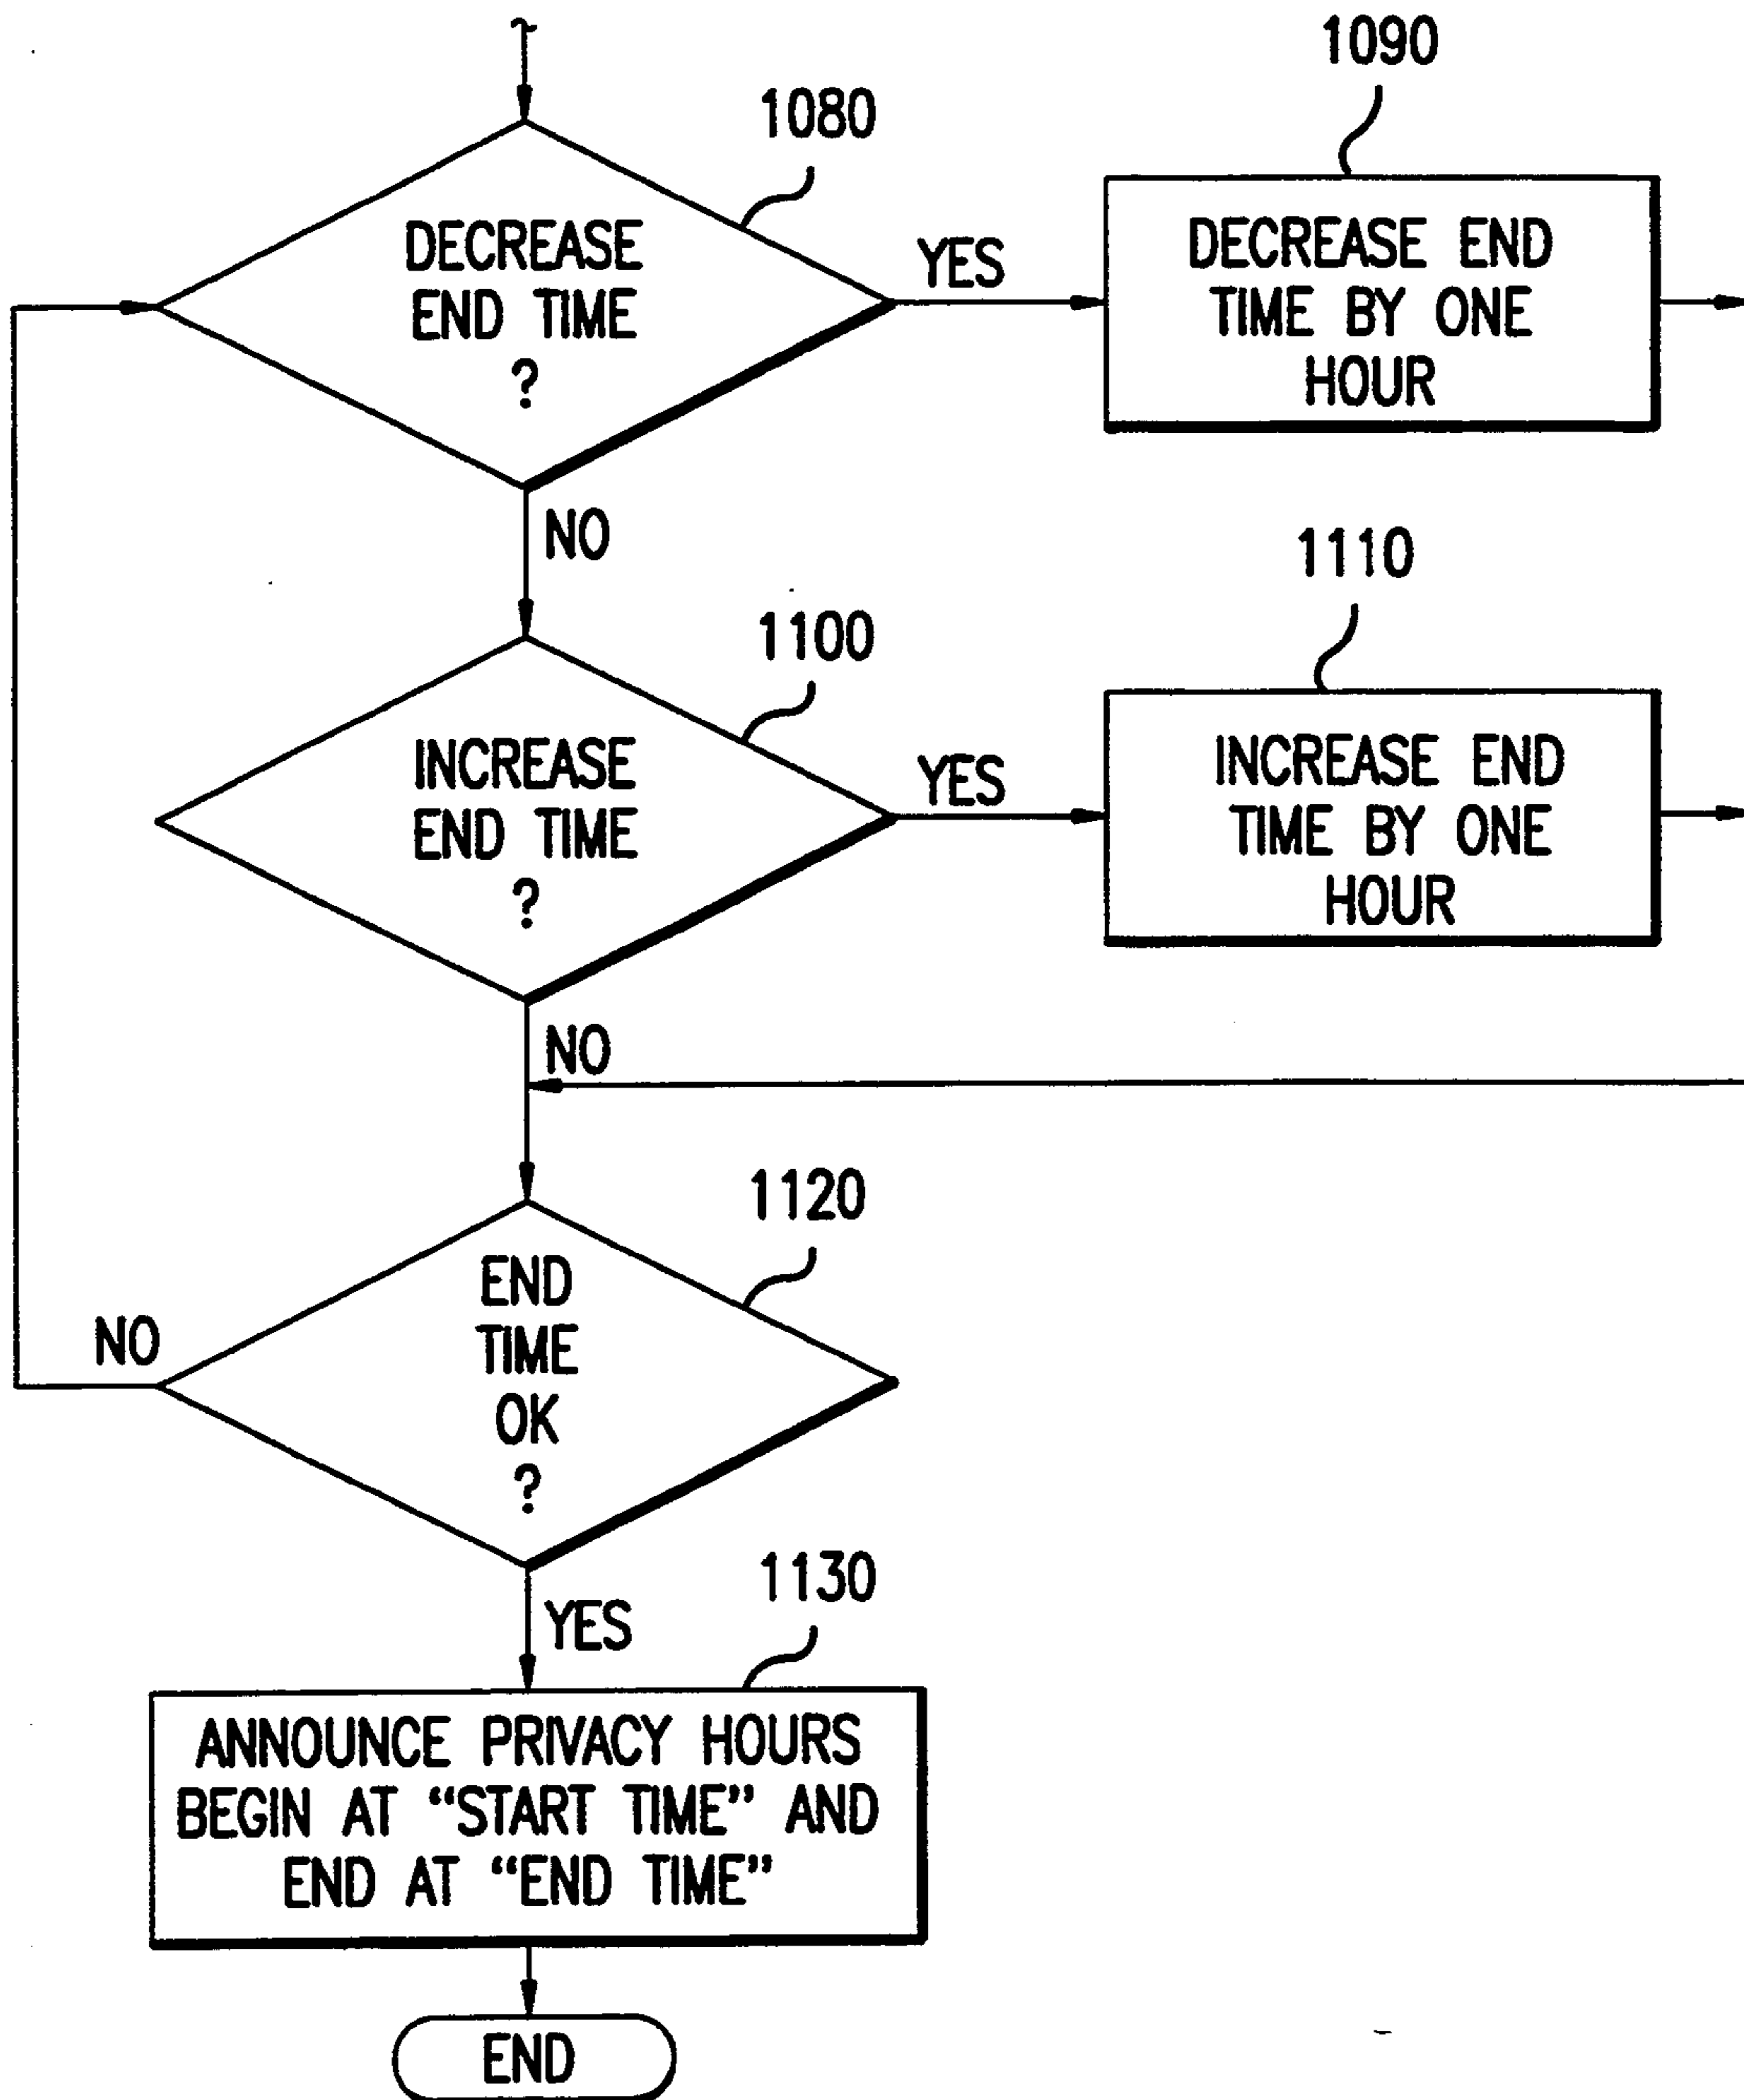 1090
1080
DECREASE
END TIME
?
YES
DECREASE END
TIME BY ONE
HOUR
NO
1110
1100
INCREASE
END TIME
?
YES
INCREASE END
TIME BY ONE
HOUR
NO
1120
END
TIME
OK
?
NO
YES
1130
ANNOUNCE PRIVACY HOURS
BEGIN AT “START TIME” AND
END AT “END TIME”
END